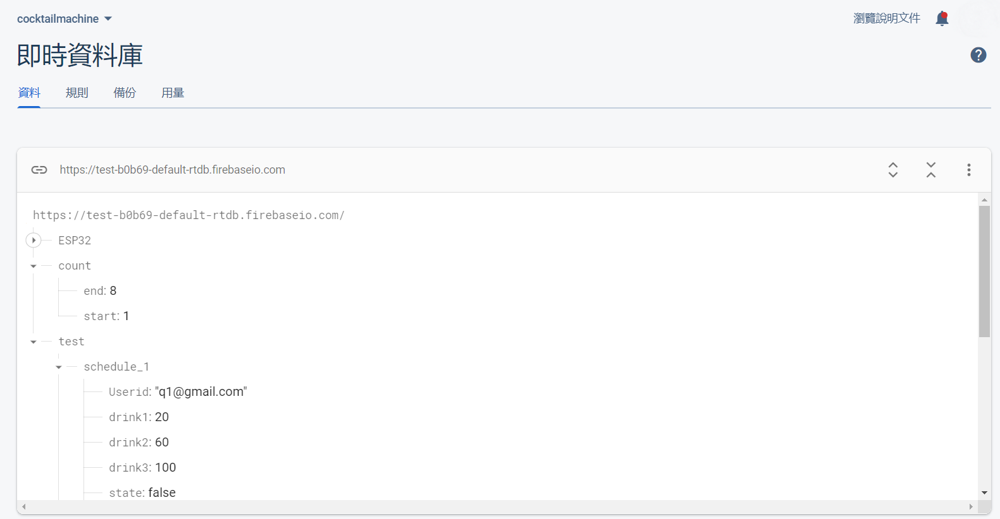 cocktailmachine
瀏覽說明文件
即時資料庫
資料 規則 備份 用量
https://test-b0b69-default-rtdb.firebaseio.com
https://test-b0b69-default-rtdb.firebaseio.com/
ESP32
count
end: 8
start: 1
test
schedule_1
Userid: "q1@gmail.com"
drink1: 20
drink2: 60
drink3: 100
state: false